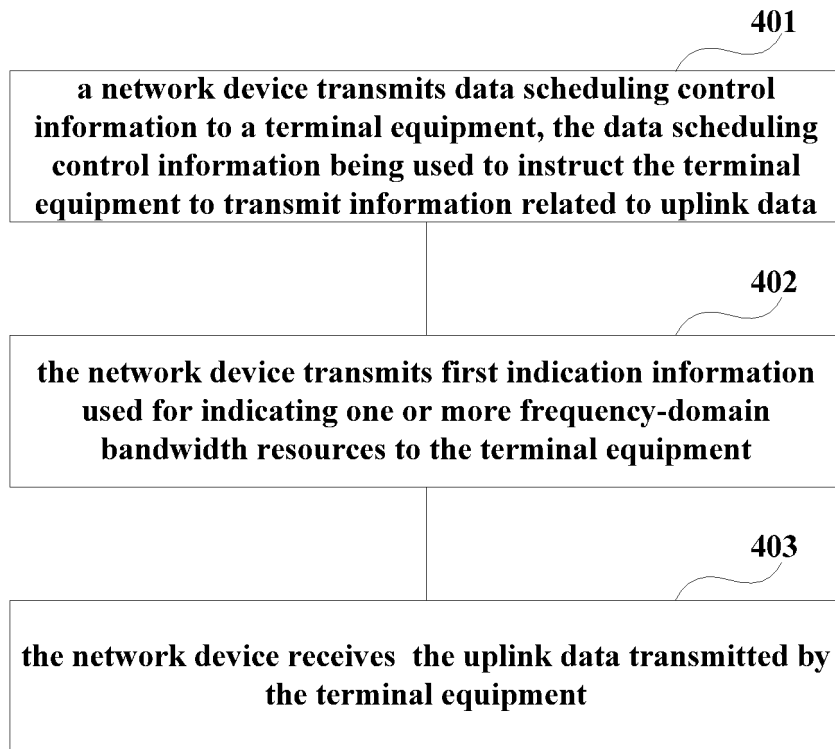 401
a network device transmits data scheduling control
information to a terminal equipment, the data scheduling
control information being used to instruct the terminal
equipment to transmit information related to uplink data
402
the network device transmits first indication information
used for indicating one or more frequency-domain
bandwidth resources to the terminal equipment
403
the network device receives the uplink data transmitted by
the terminal equipment